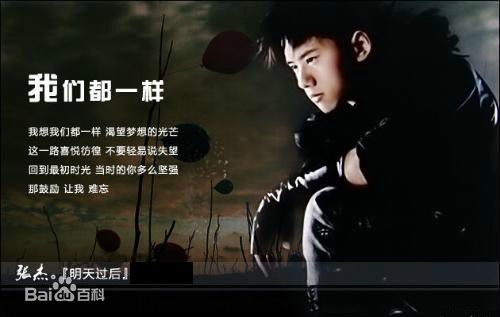 我们都一样
我想我们都一样 渴望梦想的光芒
这一路喜悦彷徨 不要轻易说失望
回到最初时光 当时的你多么坚强
那鼓励 让我 难忘
张杰。『明天过后』
Bai百科